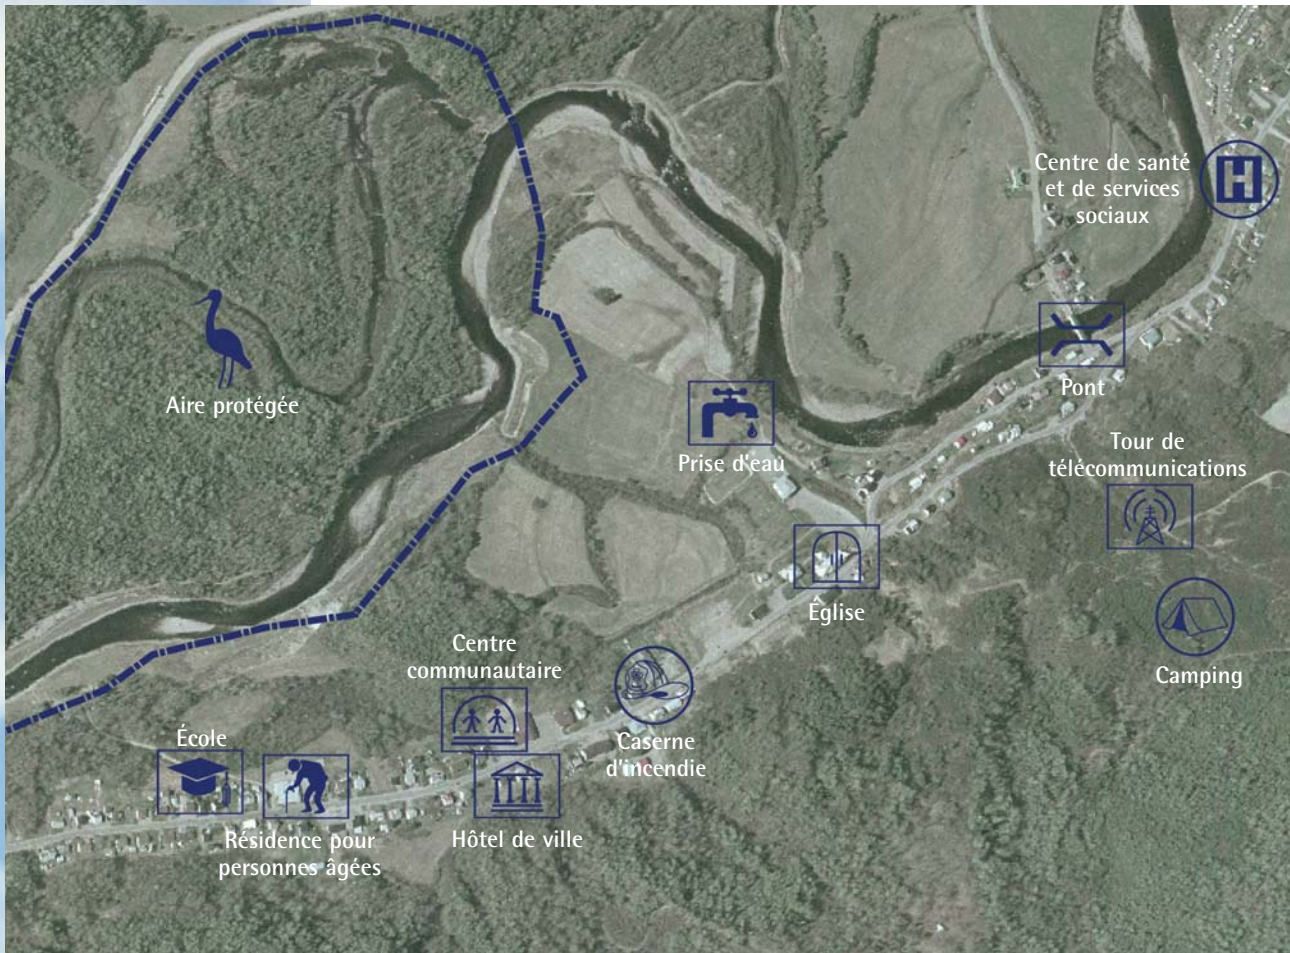 Centre de santé
et de services
sociaux
Aire protégée
Pont
Prise d'eau
Tour de
télécommunications
Église
Centre
communautaire
Camping
École
Caserne
d'incendie
Résidence pour
personnes âgées
Hôtel de ville